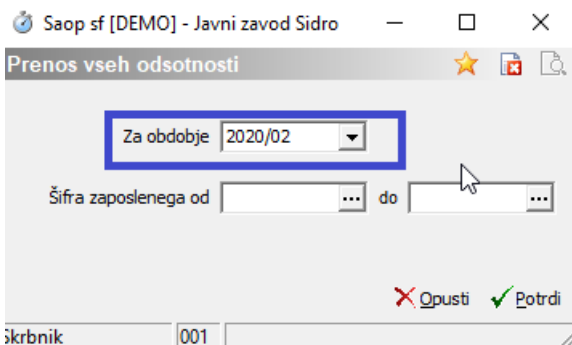 Saop sf [DEMO] - Javni zavod Sidro
Prenos vseh odsotnosti
Za obdobje 2020/02
Šifra zaposlenega od ... do ...
Opusti Potrdi
Skrbnik 001